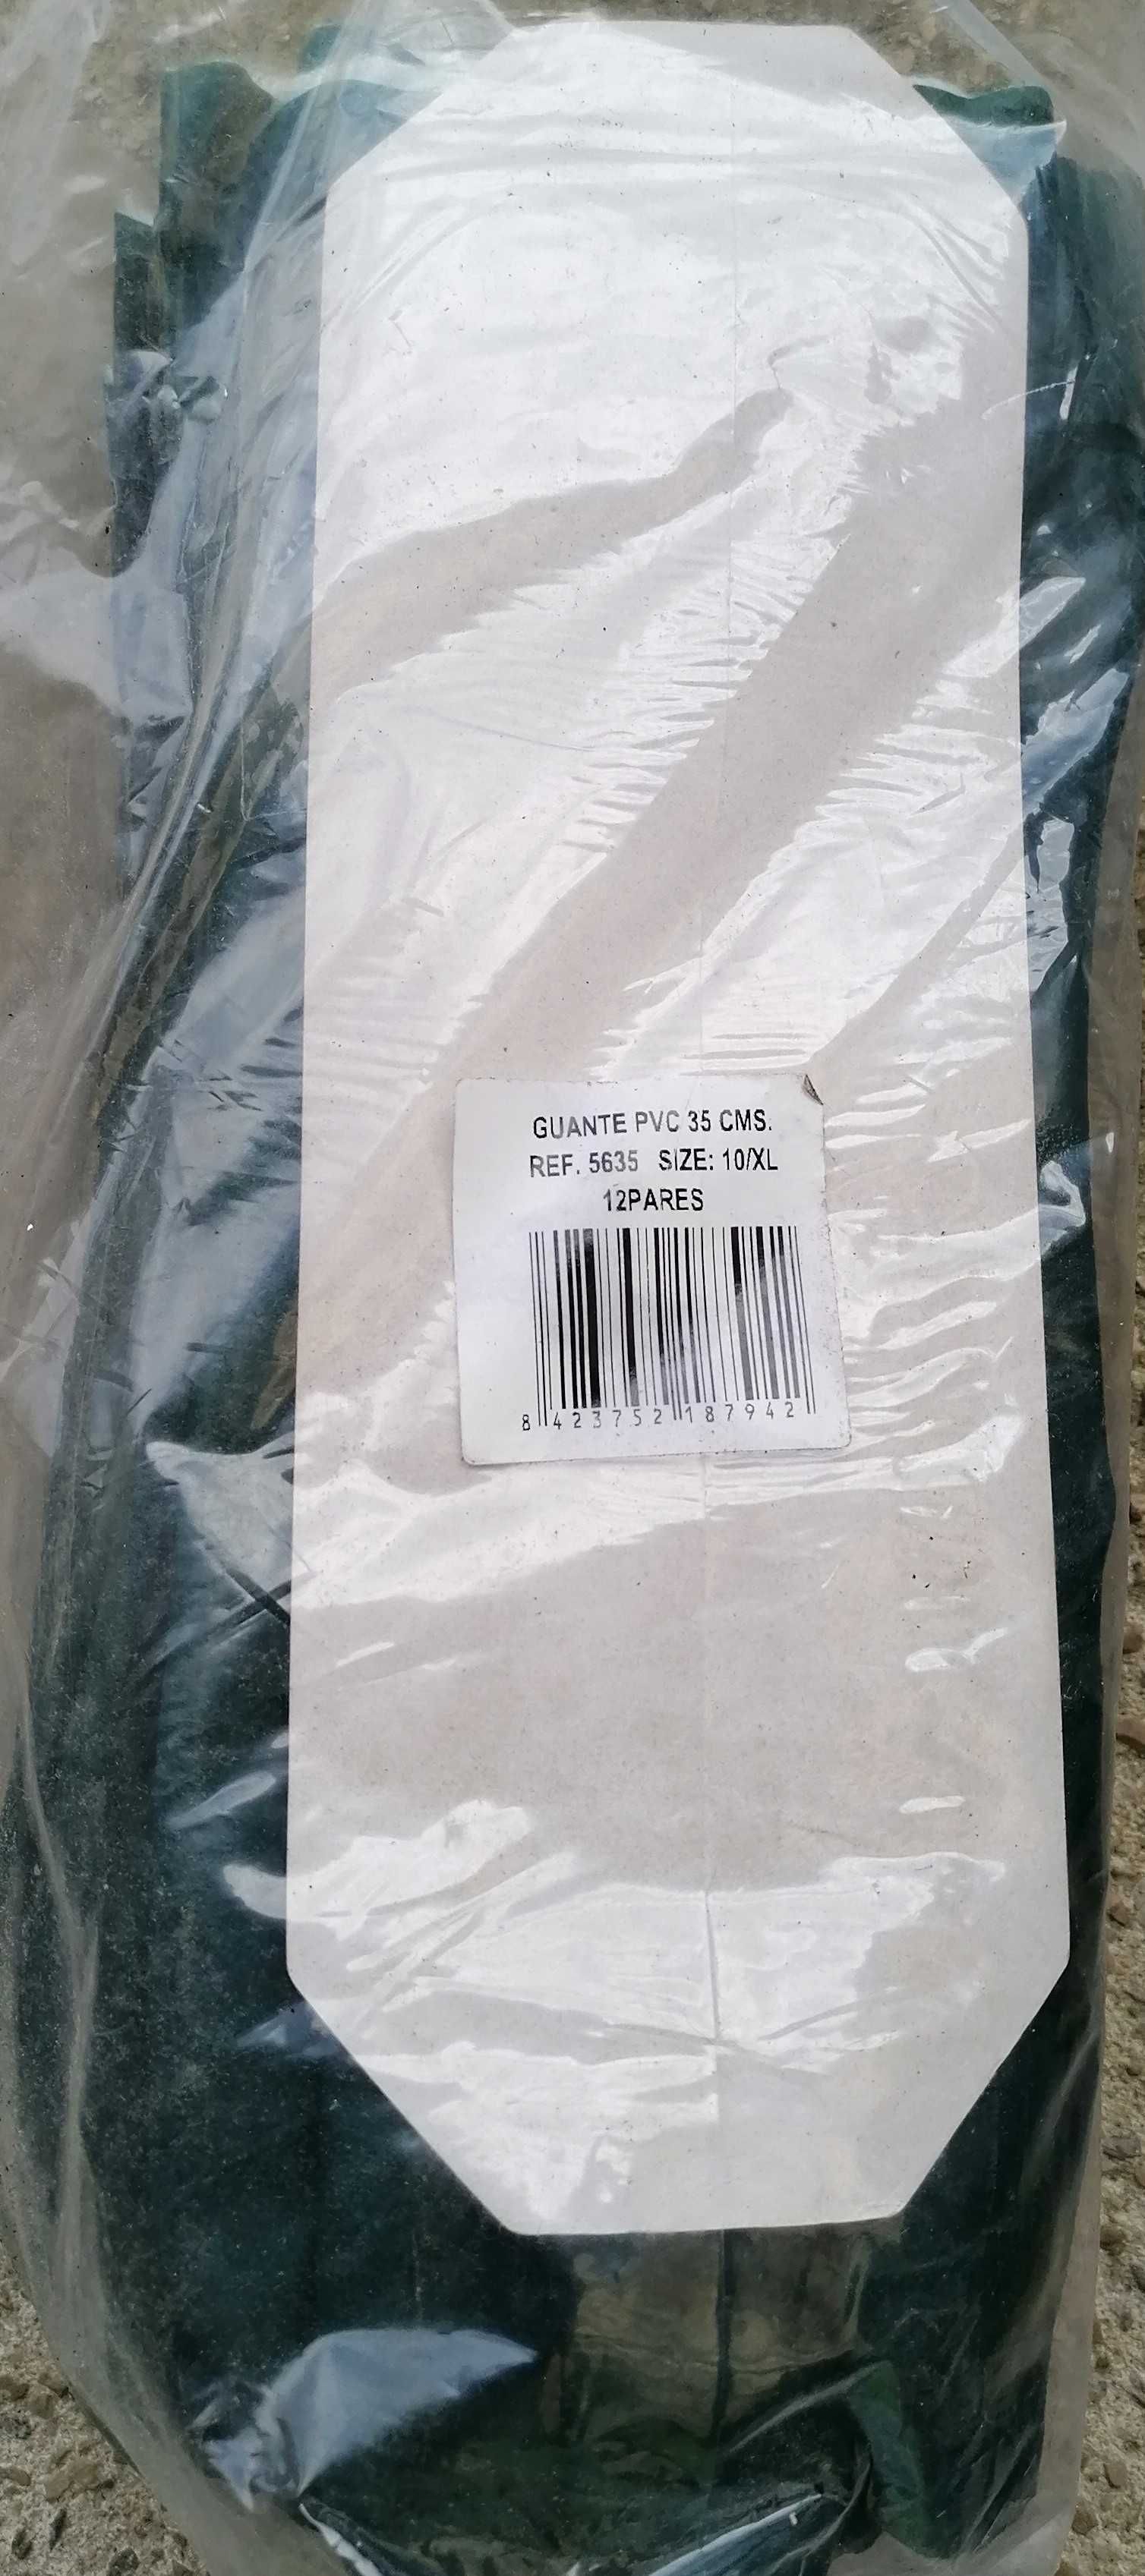 GUANTE PVC 35 CMS.
REF. 5635 SIZE: 10/XL
12PARES
8 423752 187942